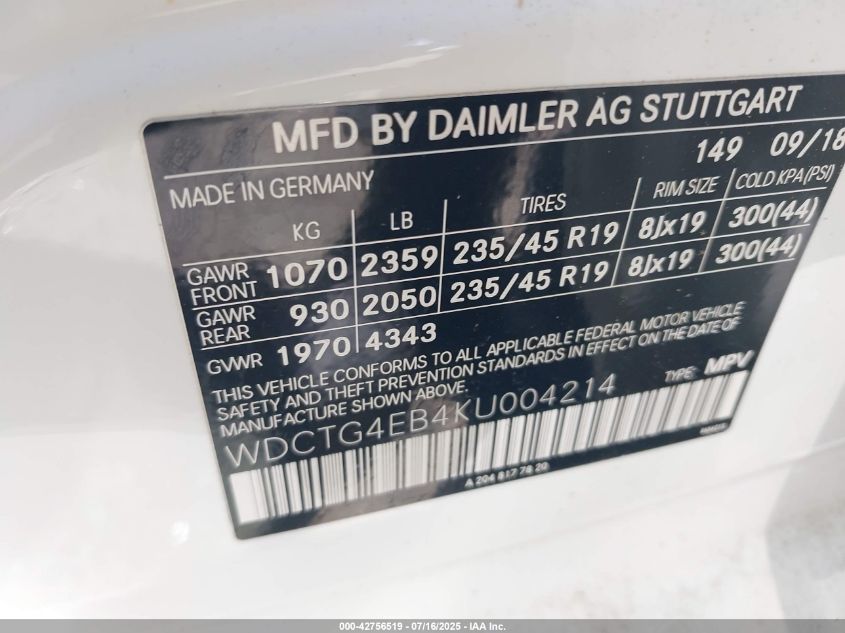 MFD BY DAIMLER AG STUTTGART
149 09/18
MADE IN GERMANY
KG LB TIRES RIM SIZE COLD KPA(PSI)
GAWR FRONT 1070 2359 235/45 R19 8Jx19 300(44)
GAWR REAR 930 2050 235/45 R19 8Jx19 300(44)
GVWR 1970 4343
THIS VEHICLE CONFORMS TO ALL APPLICABLE FEDERAL MOTOR VEHICLE
SAFETY AND THEFT PREVENTION STANDARDS IN EFFECT ON THE DATE OF
MANUFACTURE SHOWN ABOVE.
TYPE: MPV
WDCTG4EB4KU004214
A 204 817 78 20
000-42756519 - 07/16/2025 - IAA Inc.